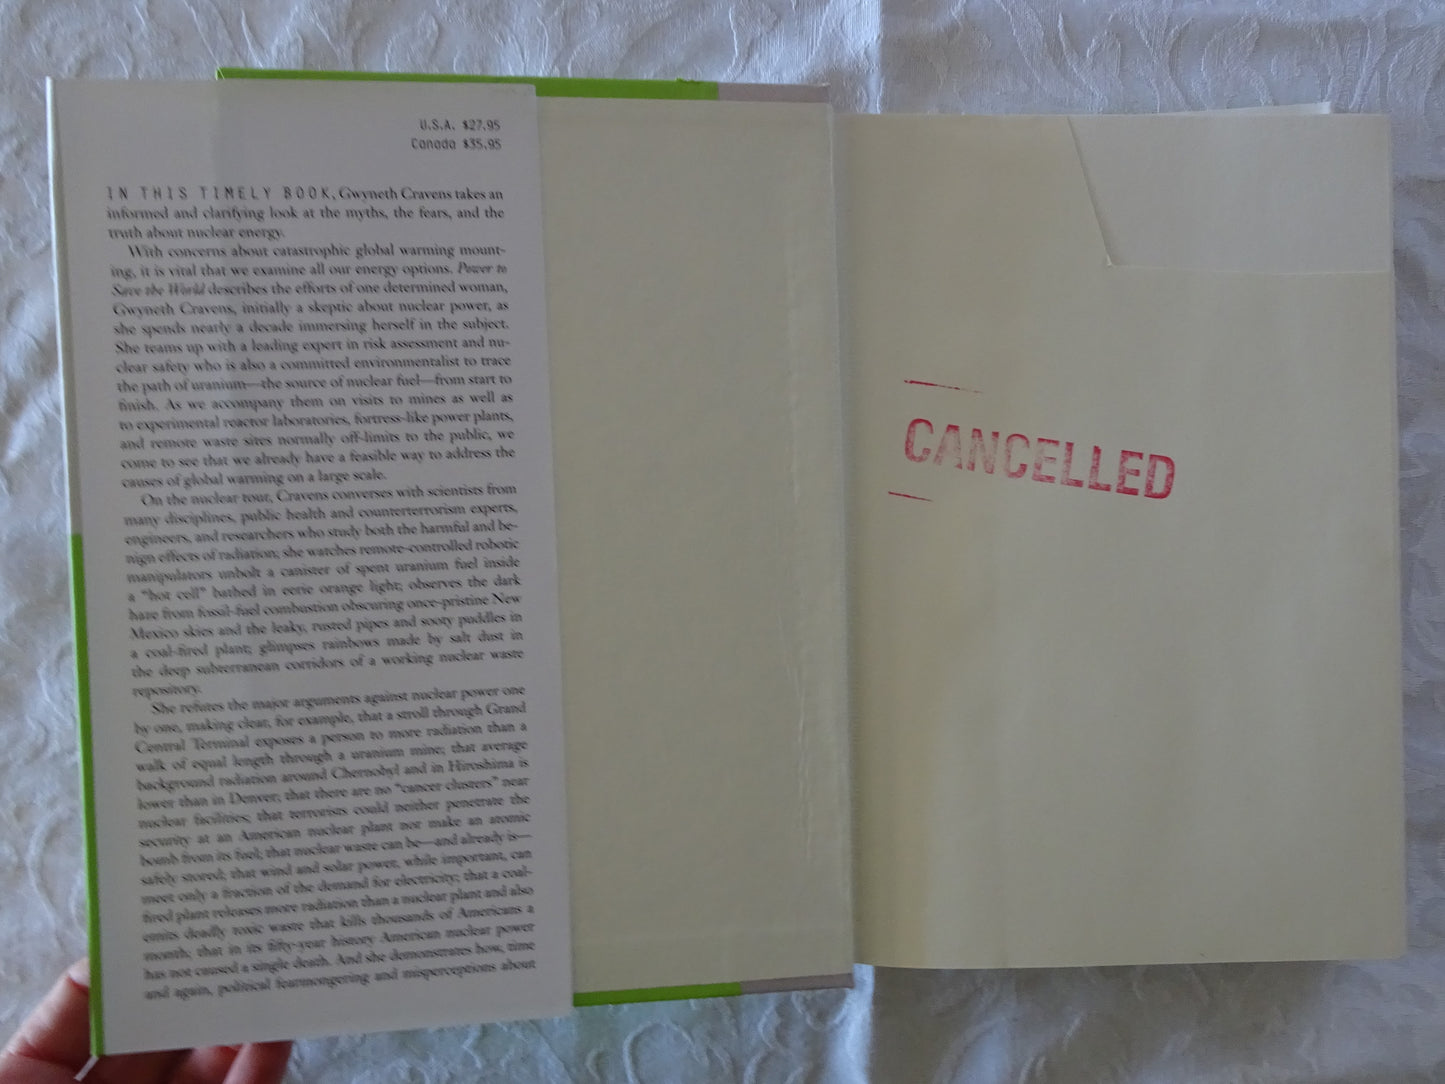 U.S.A. $27.95
Canada $35.95
IN THIS TIMELY BOOK, Gwyneth Cravens takes an
informed and clarifying look at the myths, the fears, and the
truth about nuclear energy.
With concerns about catastrophic global warming mount-
ing, it is vital that we examine all our energy options. Power to
Save the World describes the efforts of one determined woman,
Gwyneth Cravens, initially a skeptic about nuclear power, as
she spends nearly a decade immersing herself in the subject.
She teams up with a leading expert in risk assessment and nu-
clear safety who is also a committed environmentalist to trace
the path of uranium—the source of nuclear fuel—from start to
finish. As we accompany them on visits to mines as well as
to experimental reactor laboratories, fortress-like power plants,
and remote waste sites normally off-limits to the public, we
come to see that we already have a feasible way to address the
causes of global warming on a large scale.
On the nuclear tour, Cravens converses with scientists from
many disciplines, public health and counterterrorism experts,
engineers, and researchers who study both the harmful and be-
nign effects of radiation; she watches remote-controlled robotic
manipulators unbolt a canister of spent uranium fuel inside
a "hot cell" bathed in eerie orange light; observes the dark
haze from fossil-fuel combustion obscuring once-pristine New
Mexico skies and the leaky, rusted pipes and sooty puddles in
a coal-fired plant; glimpses rainbows made by salt dust in
the deep subterranean corridors of a working nuclear waste
repository.
She refutes the major arguments against nuclear power one
by one, making clear, for example, that a stroll through Grand
Central Terminal exposes a person to more radiation than a
walk of equal length through a uranium mine; that average
background radiation around Chernobyl and in Hiroshima is
lower than in Denver; that there are no "cancer clusters" near
nuclear facilities; that terrorists could neither penetrate the
security at an American nuclear plant nor make an atomic
bomb from its fuel; that nuclear waste can be—and already is—
safely stored; that wind and solar power, while important, can
meet only a fraction of the demand for electricity; that a coal-
fired plant releases more radiation than a nuclear plant and also
emits deadly toxic waste that kills thousands of Americans a
month; that in its fifty-year history American nuclear power
has not caused a single death. And she demonstrates how, time
and again, political fearmongering and misperceptions about
CANCELLED